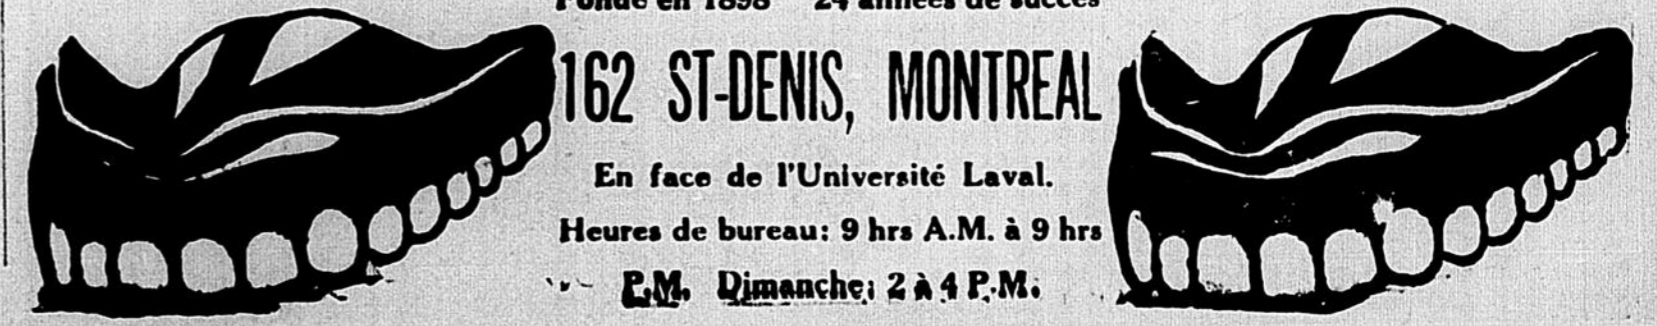 Fondé en 1898 24 années de succès
162 ST-DENIS, MONTREAL
En face de l'Université Laval.
Heures de bureau: 9 hrs A.M. à 9 hrs
P.M. Dimanche: 2 à 4 P.M.